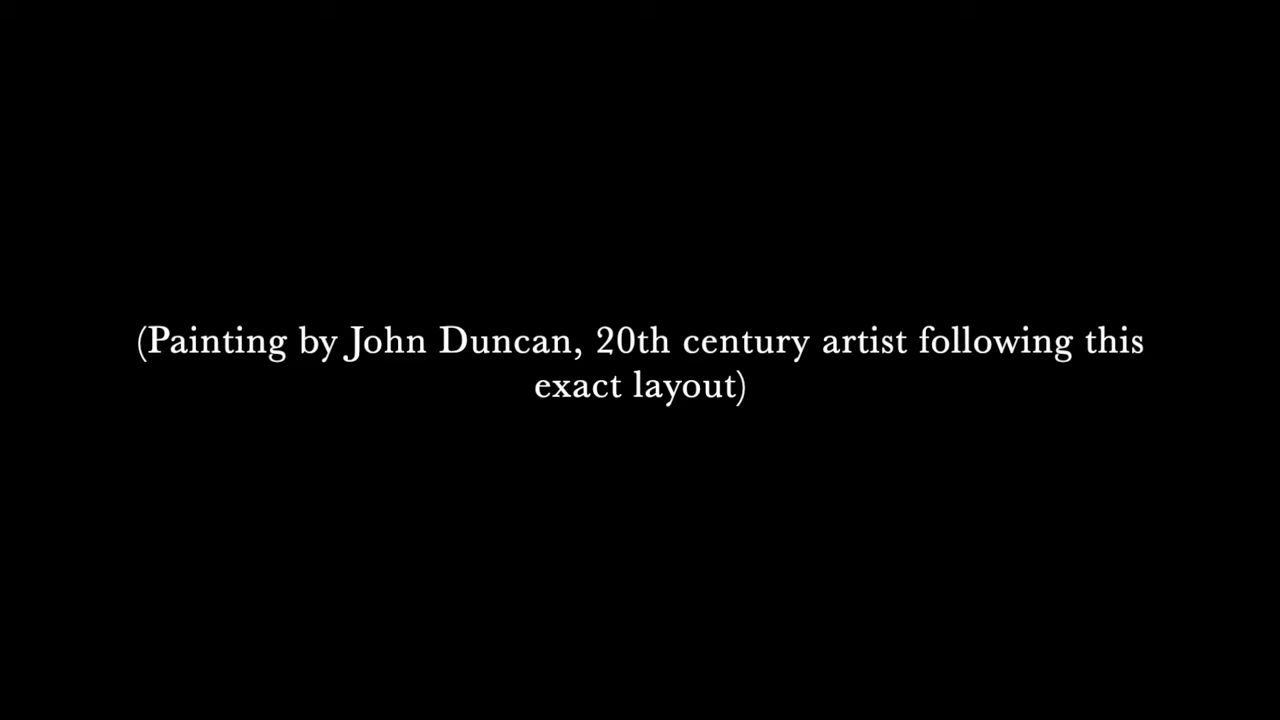 (Painting by John Duncan, 20th century artist following this
exact layout)